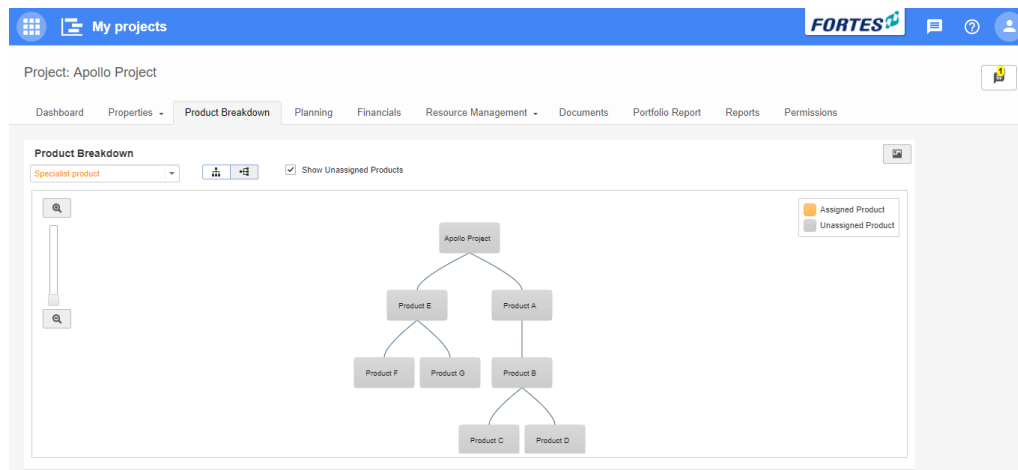 My projects
FORTES
Project: Apollo Project
1
Dashboard Properties Product Breakdown Planning Financials Resource Management Documents Portfolio Report Reports Permissions
Product Breakdown
Specialist product
Show Unassigned Products
Assigned Product
Unassigned Product
Apollo Project
Product E Product A
Product F Product G Product B
Product C Product D